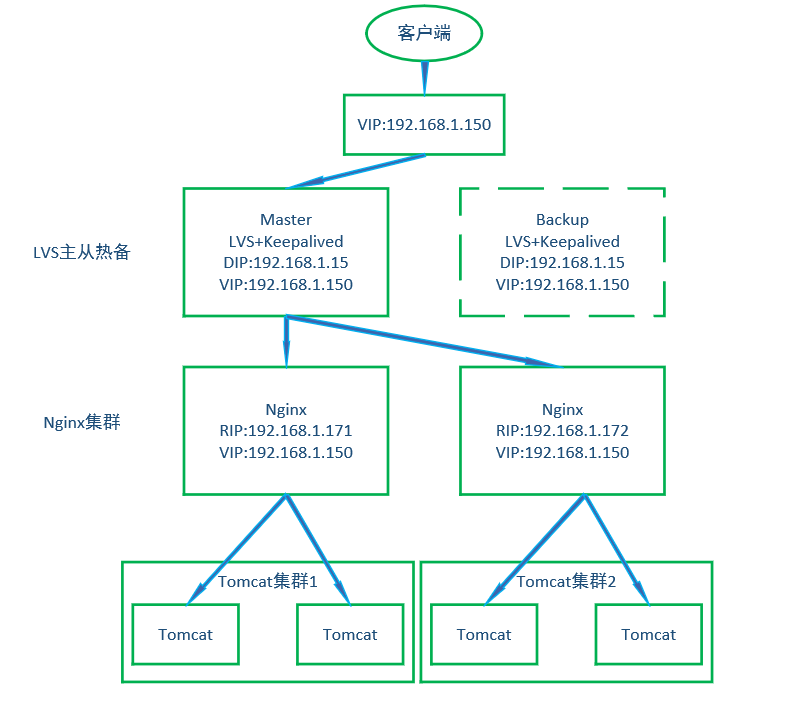 客户端
VIP:192.168.1.150
LVS主从热备
Master
LVS+Keepalived
DIP:192.168.1.15
VIP:192.168.1.150
Backup
LVS+Keepalived
DIP:192.168.1.15
VIP:192.168.1.150
Nginx集群
Nginx
RIP:192.168.1.171
VIP:192.168.1.150
Nginx
RIP:192.168.1.172
VIP:192.168.1.150
Tomcat集群1
Tomcat
Tomcat
Tomcat集群2
Tomcat
Tomcat